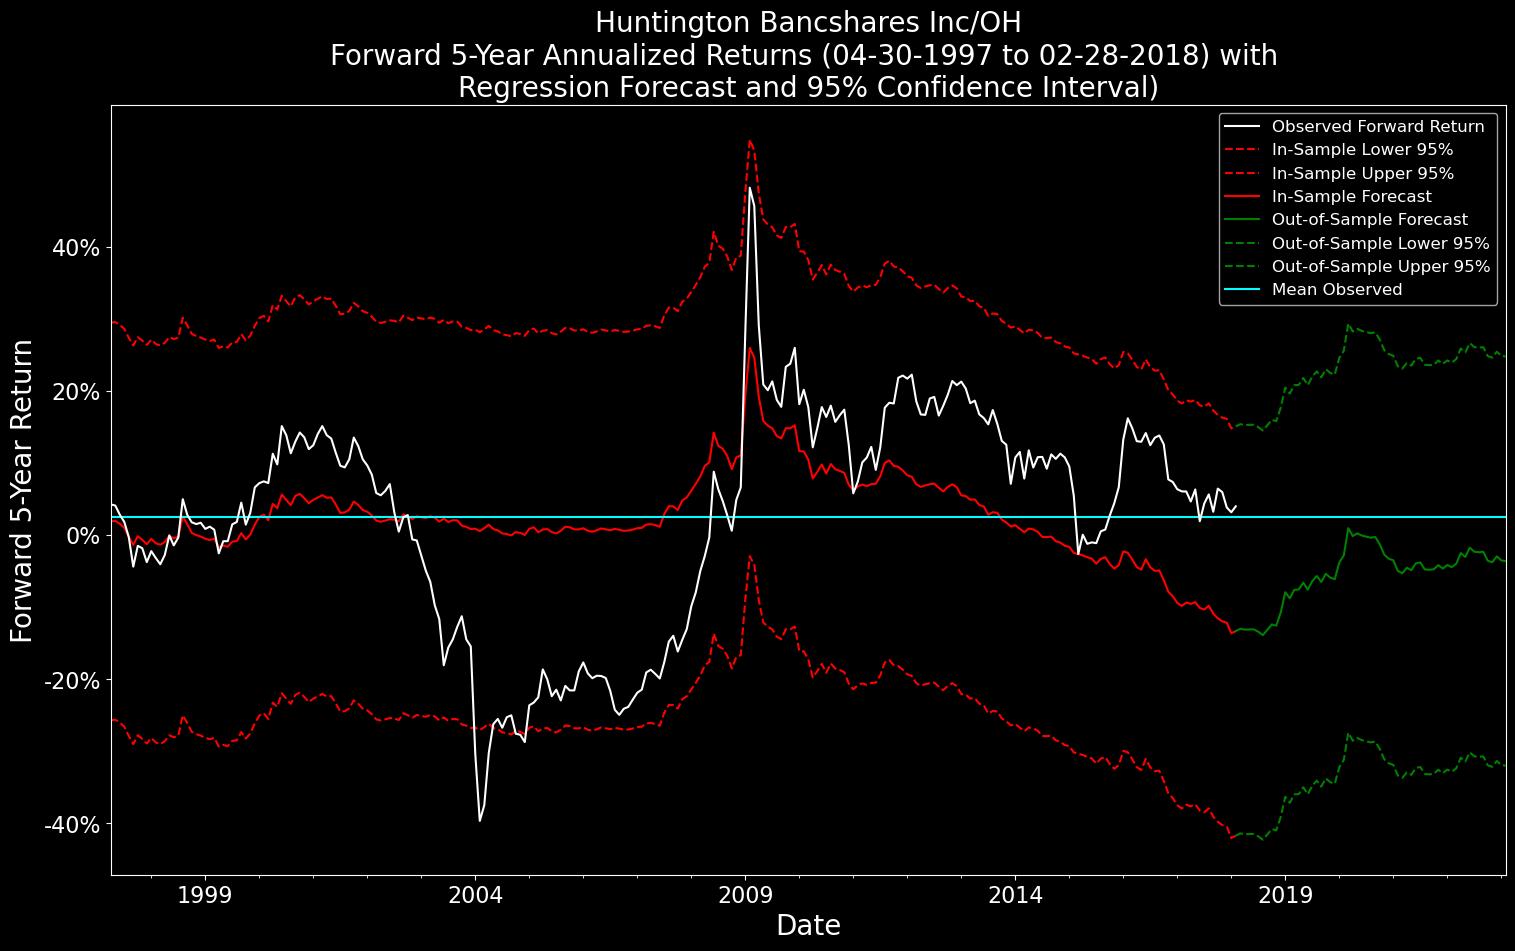 Huntington Bancshares Inc/OH
Forward 5-Year Annualized Returns (04-30-1997 to 02-28-2018) with
Regression Forecast and 95% Confidence Interval)
Observed Forward Return
In-Sample Lower 95%
In-Sample Upper 95%
In-Sample Forecast
Out-of-Sample Forecast
Out-of-Sample Lower 95%
Out-of-Sample Upper 95%
Mean Observed
Forward 5-Year Return
40%
20%
0%
-20%
-40%
1999 2004 2009 2014 2019
Date